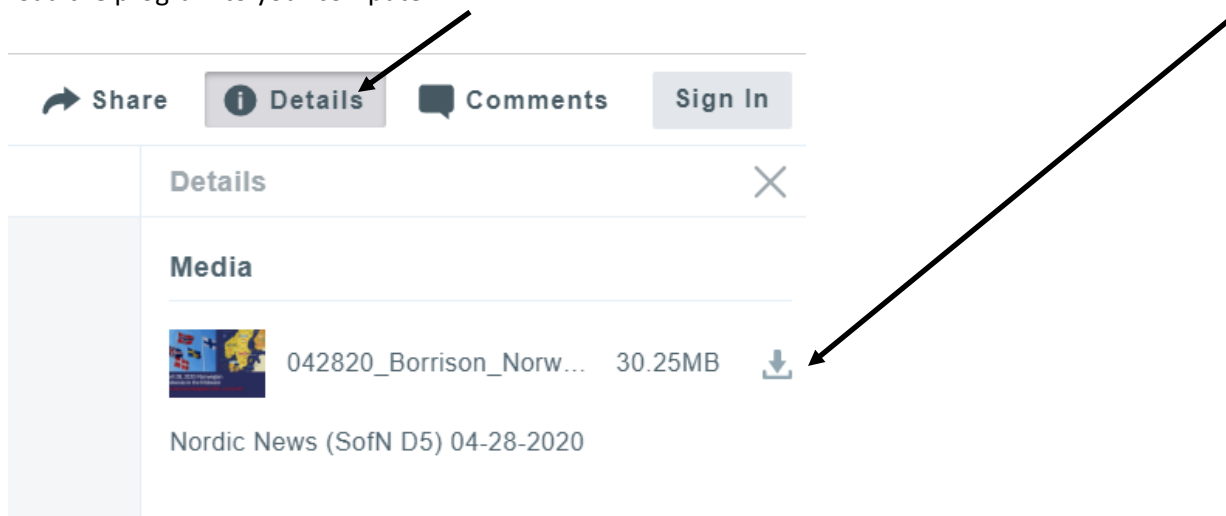 Share Details Comments Sign In
Details
Media
042820_Borrison_Norw... 30.25MB
Nordic News (SofN D5) 04-28-2020